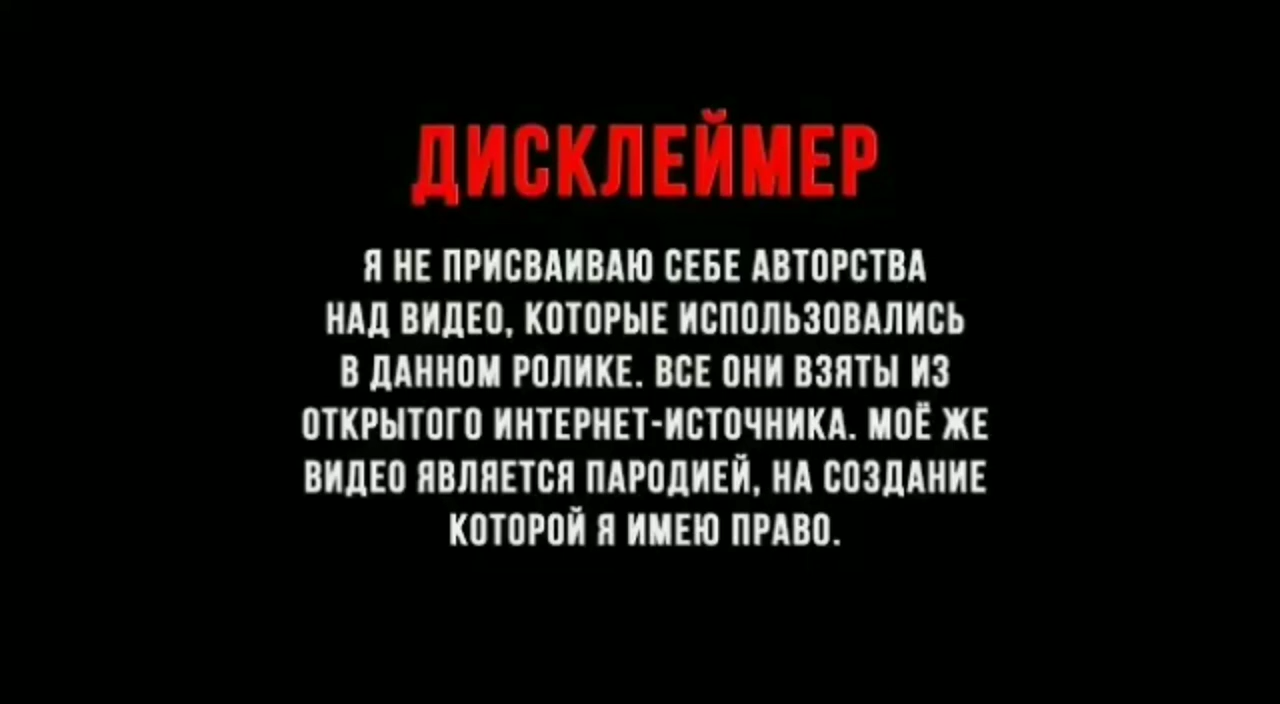 ДИСКЛЕЙМЕР
Я НЕ ПРИСВАИВАЮ СЕБЕ АВТОРСТВА
НАД ВИДЕО, КОТОРЫЕ ИСПОЛЬЗОВАЛИСЬ
В ДАННОМ РОЛИКЕ. ВСЕ ОНИ ВЗЯТЫ ИЗ
ОТКРЫТОГО ИНТЕРНЕТ-ИСТОЧНИКА. МОЁ ЖЕ
ВИДЕО ЯВЛЯЕТСЯ ПАРОДИЕЙ, НА СОЗДАНИЕ
КОТОРОЙ Я ИМЕЮ ПРАВО.